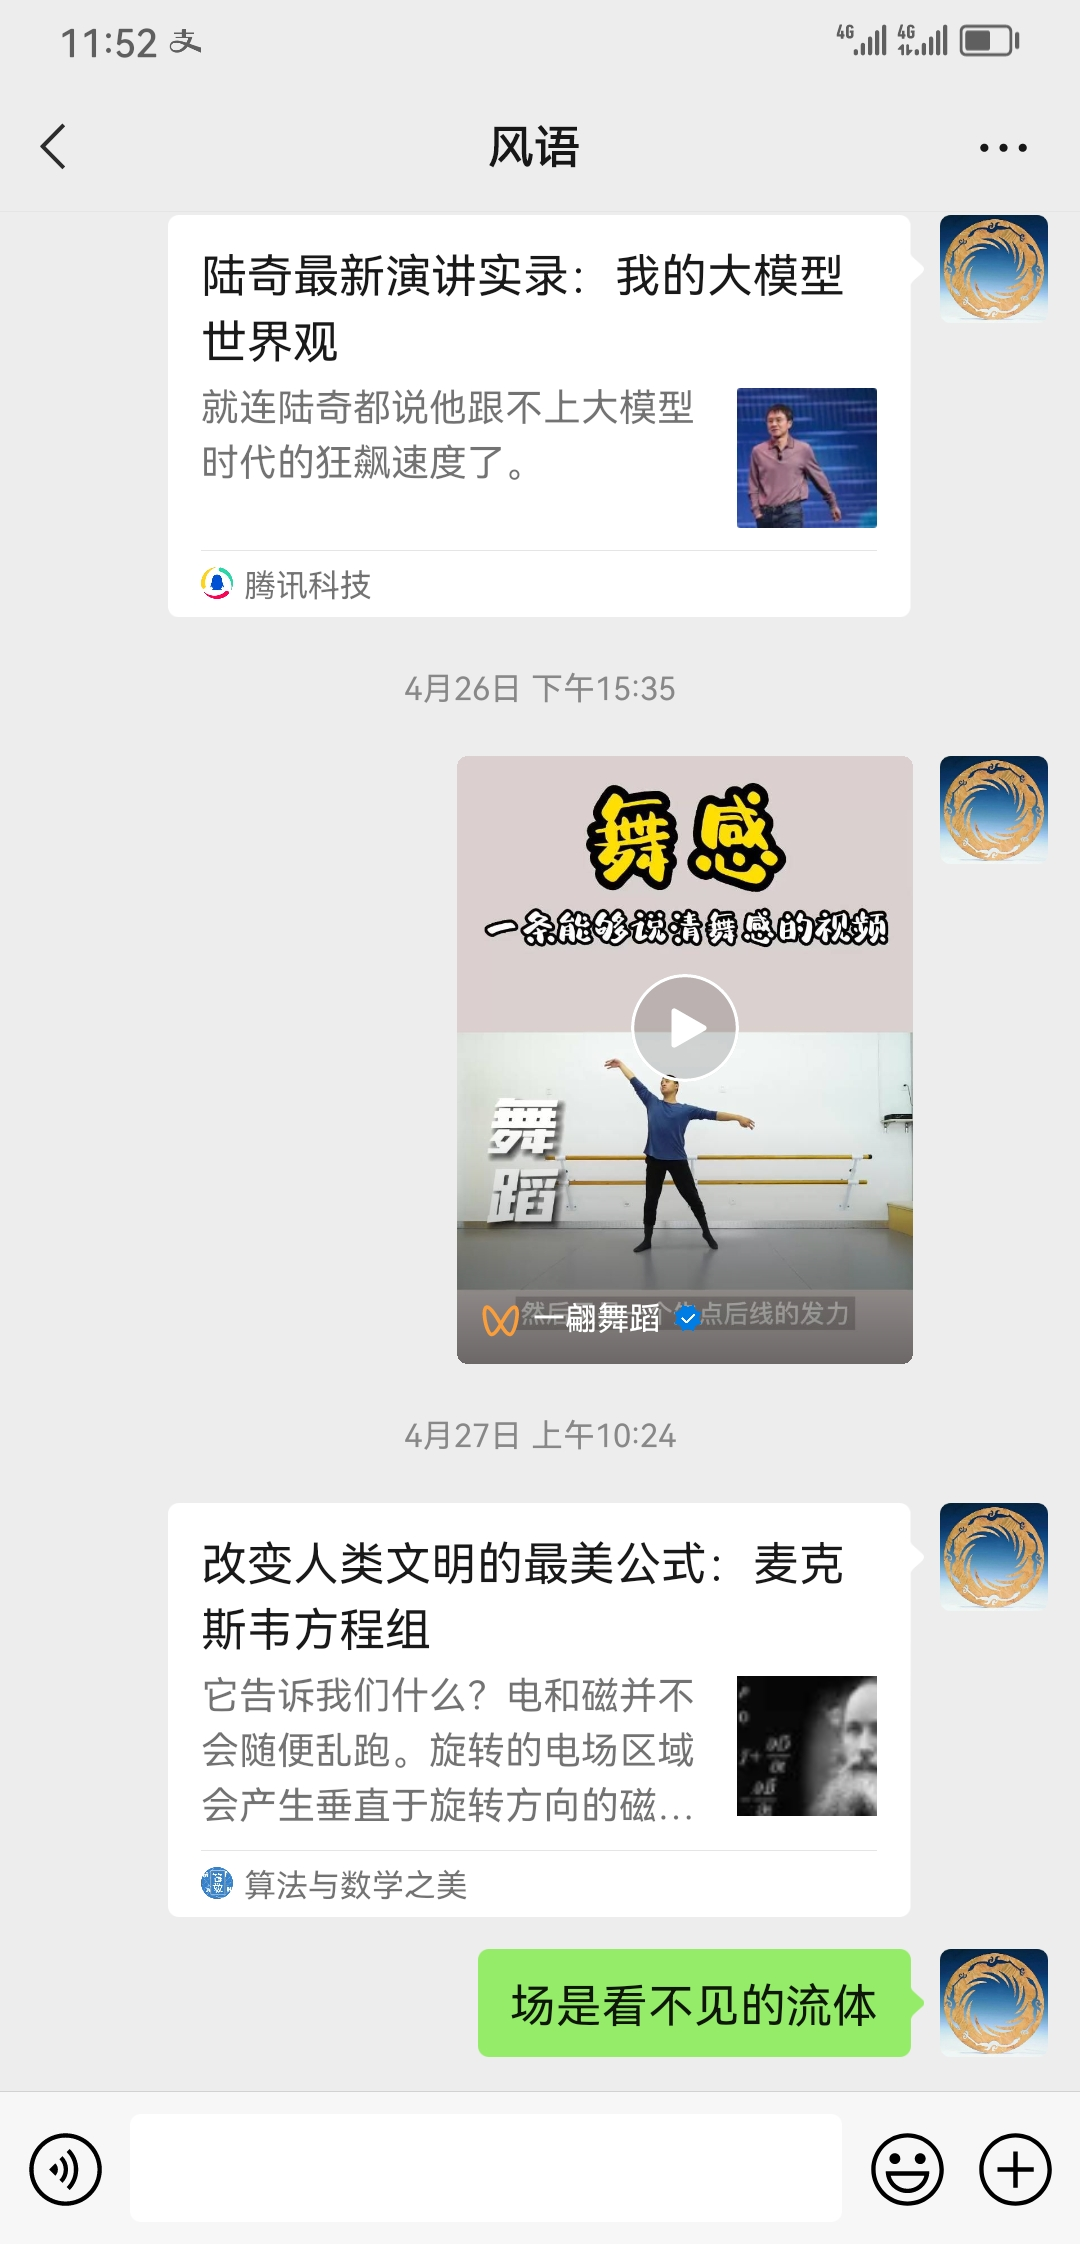 11:52 支
4G 4G
风语
陆奇最新演讲实录：我的大模型
世界观
就连陆奇都说他跟不上大模型
时代的狂飙速度了。
腾讯科技
4月26日 下午15:35
舞感
一条能够说清舞感的视频
舞
蹈
一翩舞蹈
点后线的发力
4月27日 上午10:24
改变人类文明的最美公式：麦克
斯韦方程组
它告诉我们什么？电和磁并不
会随便乱跑。旋转的电场区域
会产生垂直于旋转方向的磁...
算法与数学之美
场是看不见的流体